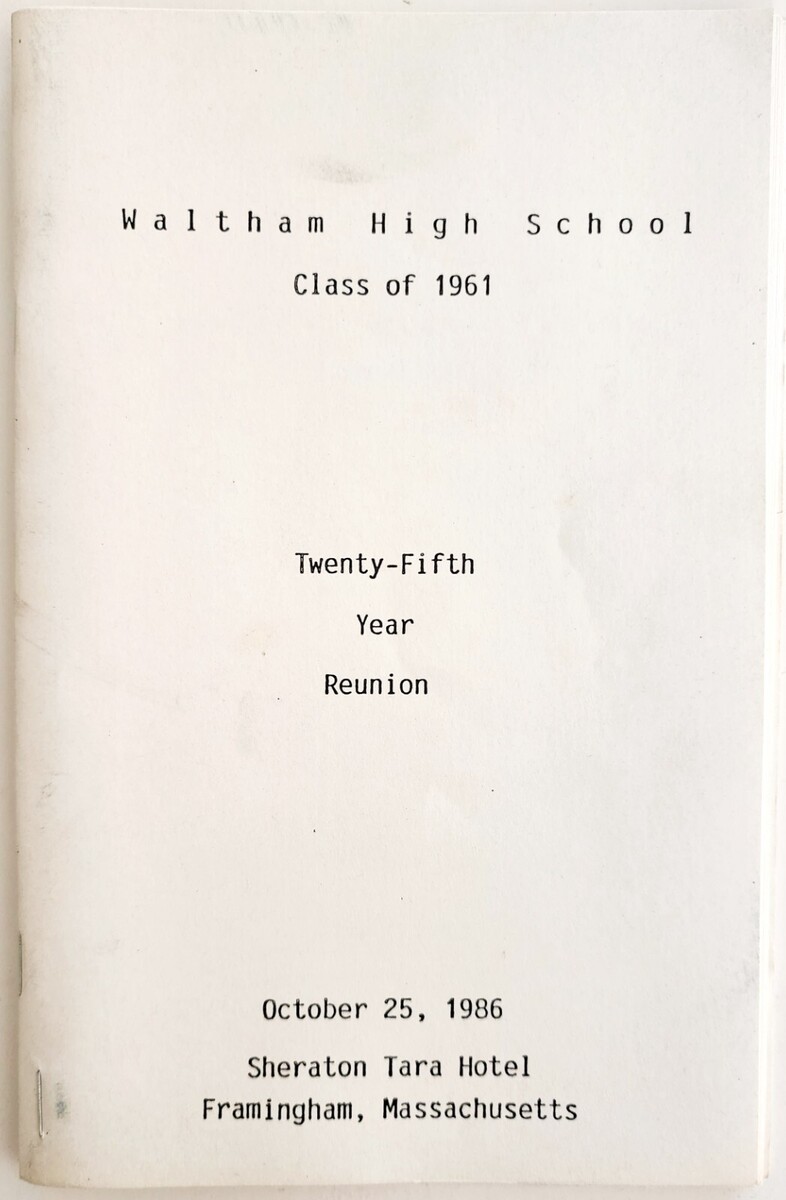 Waltham High School
Class of 1961
Twenty-Fifth
Year
Reunion
October 25, 1986
Sheraton Tara Hotel
Framingham, Massachusetts